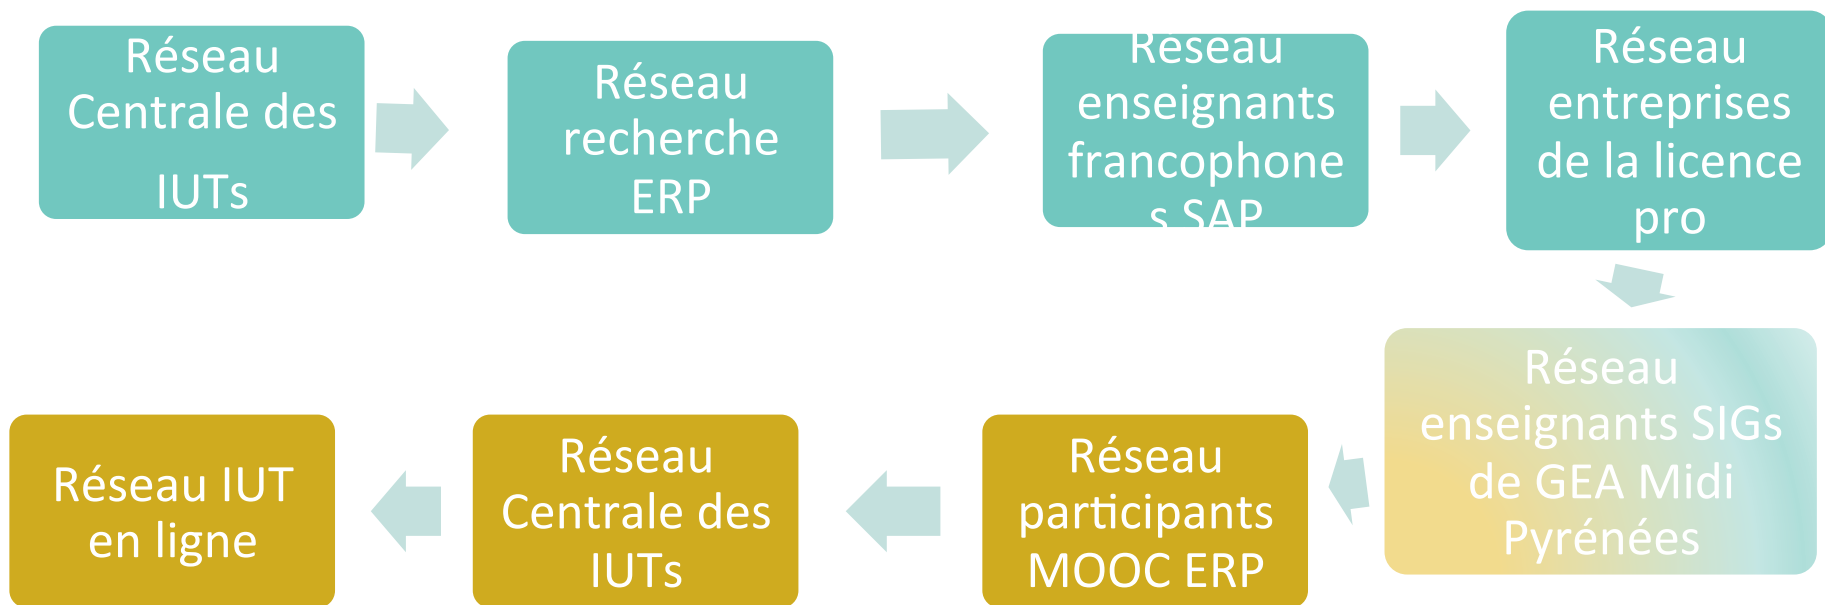 Réseau
Centrale des
IUTs
Réseau
recherche
ERP
Réseau
enseignants
francophone
s SAP
Réseau
entreprises
de la licence
pro
Réseau
enseignants SIGs
de GEA Midi
Pyrénées
Réseau
participants
MOOC ERP
Réseau
Centrale des
IUTs
Réseau IUT
en ligne